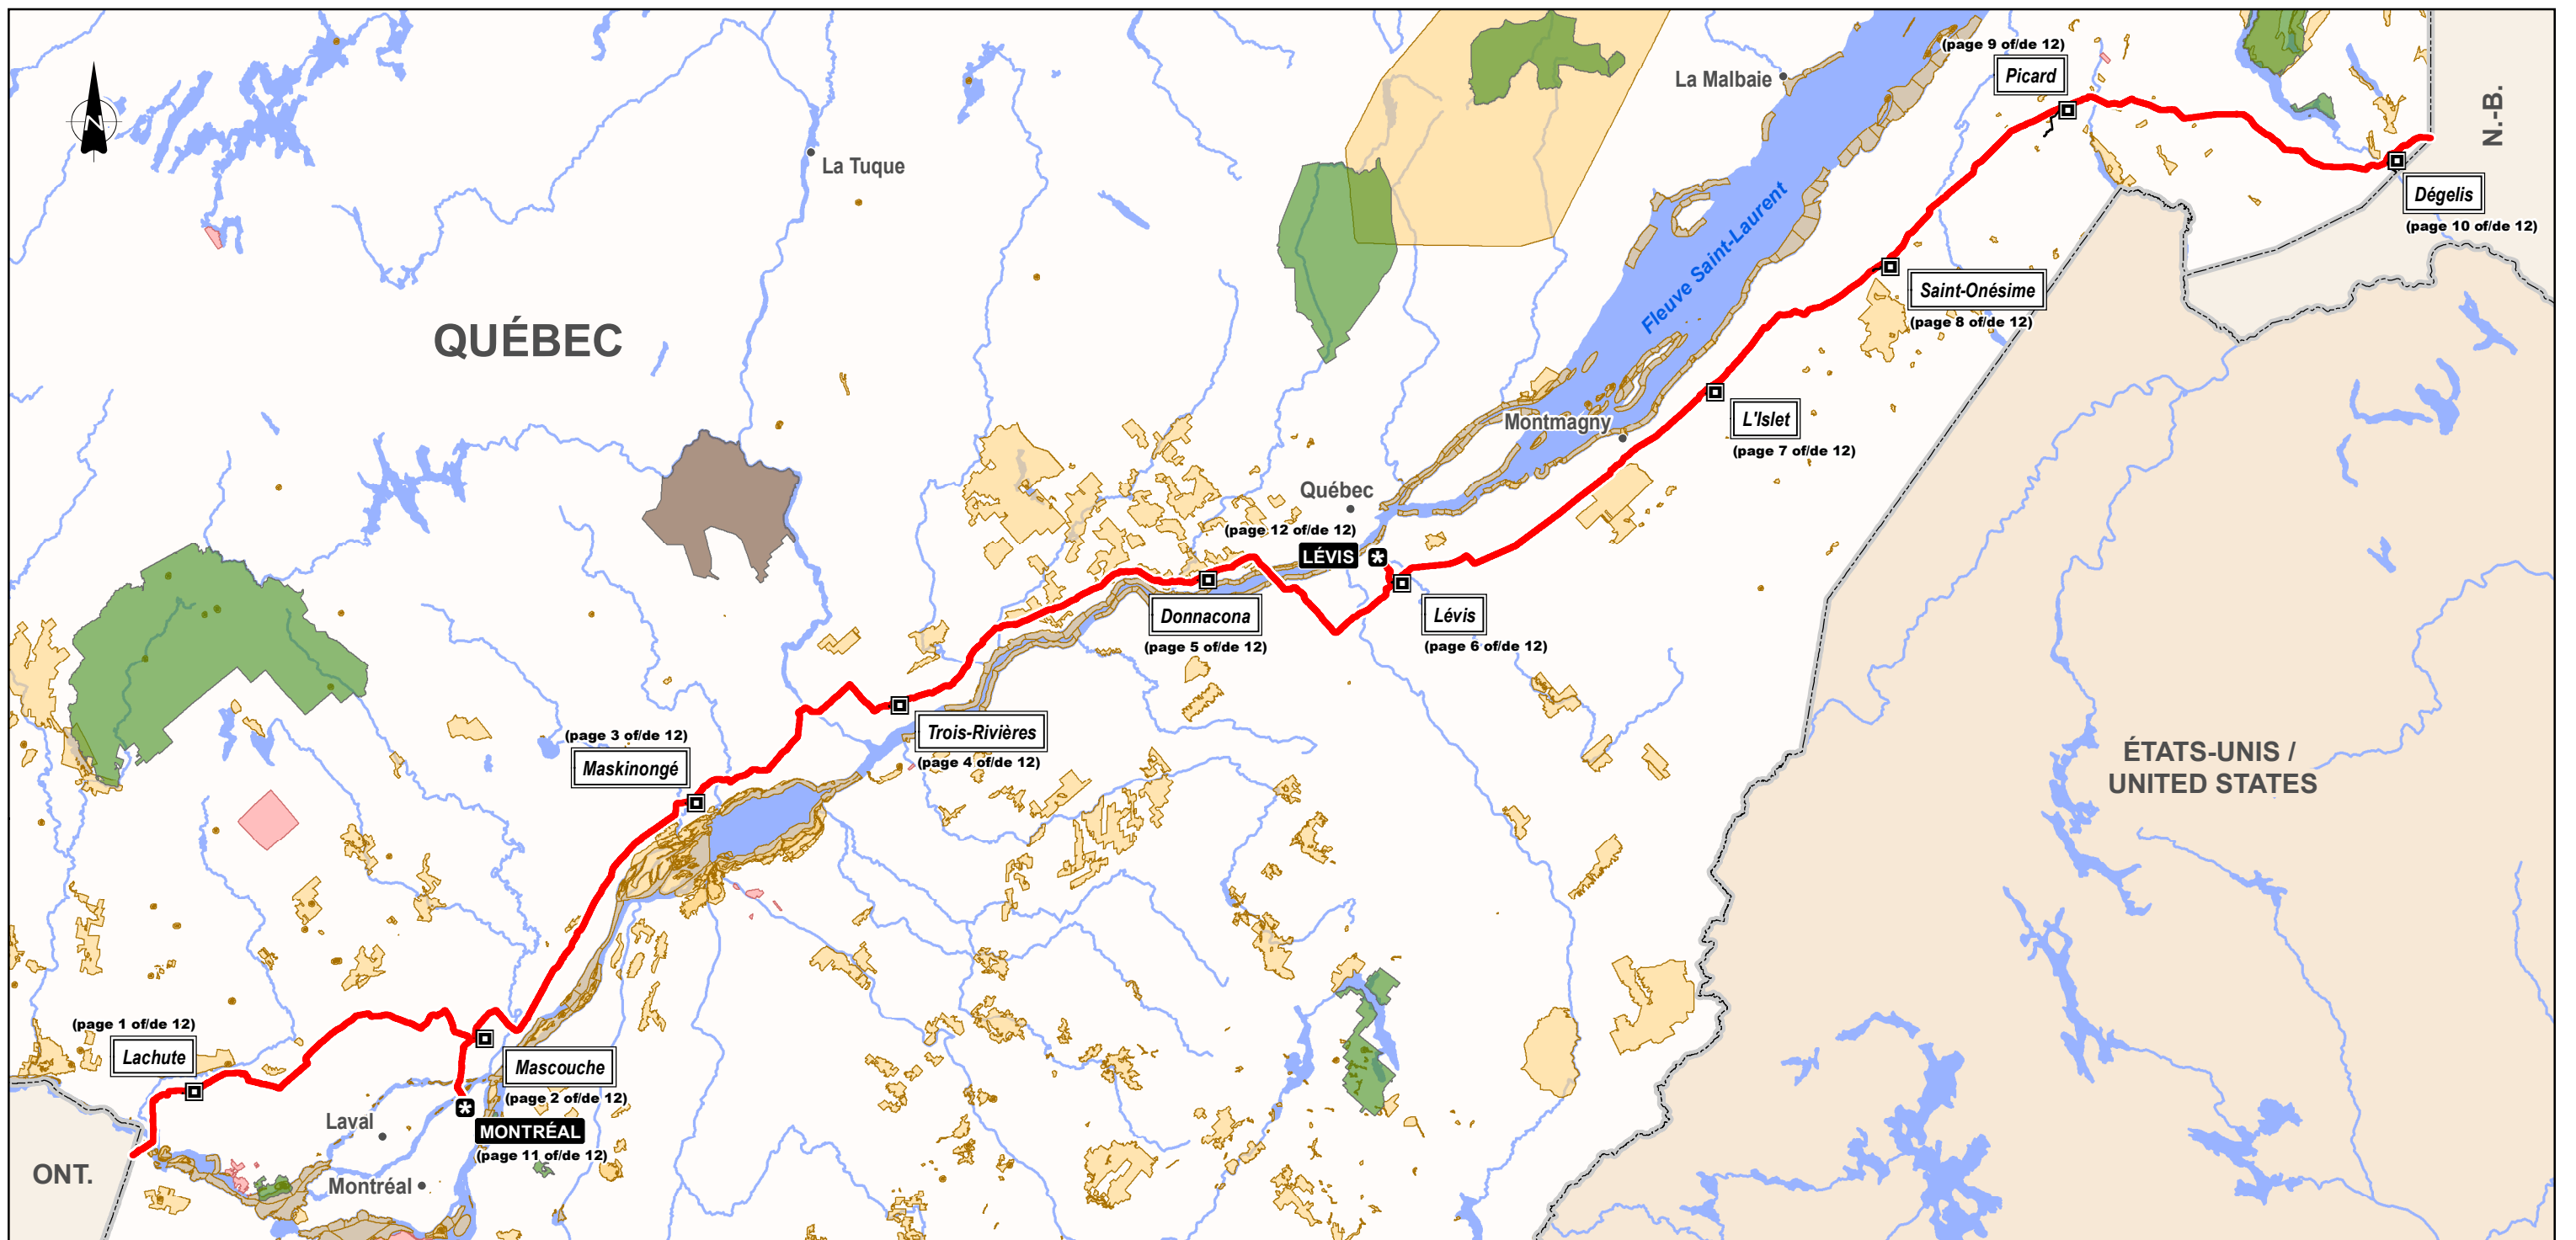 (page 9 of/de 12)
Picard
La Malbaie
N.-B.
N
La Tuque
Dégelis
(page 10 of/de 12)
Fleuve Saint-Laurent
Saint-Onésime
(page 8 of/de 12)
QUÉBEC
L'Islet
(page 7 of/de 12)
Montmagny
Québec
(page 12 of/de 12)
LÉVIS
Donnacona
(page 5 of/de 12)
Lévis
(page 6 of/de 12)
Trois-Rivières
(page 4 of/de 12)
(page 3 of/de 12)
Maskinongé
ÉTATS-UNIS /
UNITED STATES
(page 1 of/de 12)
Lachute
Mascouche
(page 2 of/de 12)
Laval
MONTRÉAL
(page 11 of/de 12)
ONT.
Montréal